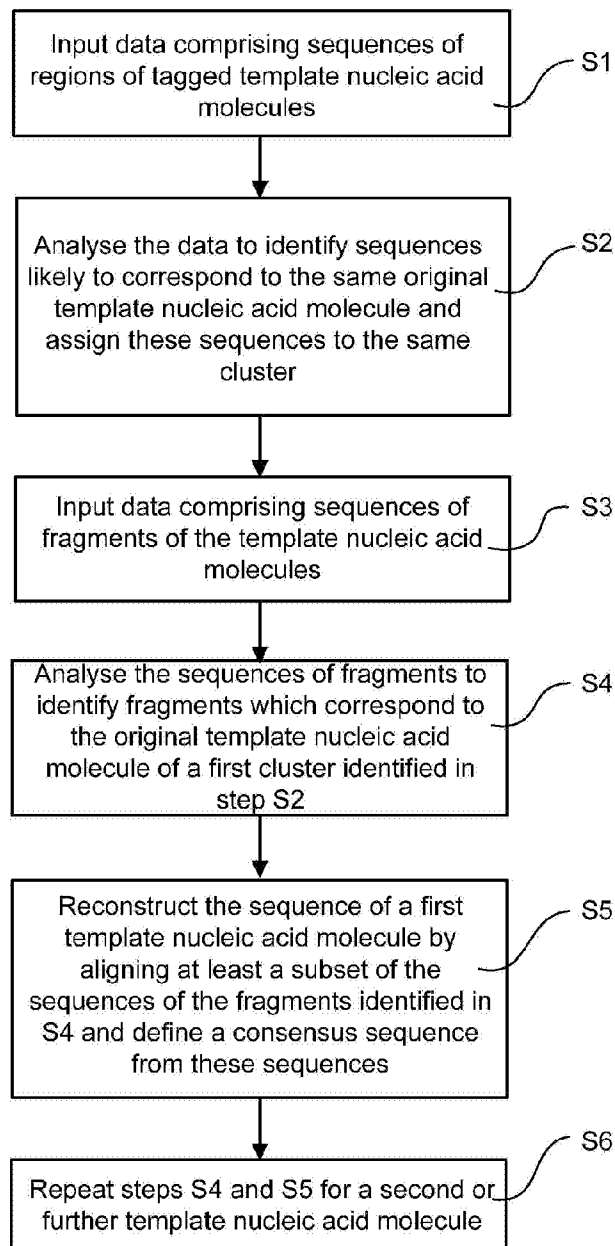 Input data comprising sequences of
regions of tagged template nucleic acid
molecules
S1
Analyse the data to identify sequences
likely to correspond to the same original
template nucleic acid molecule and
assign these sequences to the same
cluster
S2
Input data comprising sequences of
fragments of the template nucleic acid
molecules
S3
Analyse the sequences of fragments to
identify fragments which correspond to
the original template nucleic acid
molecule of a first cluster identified in
step S2
S4
Reconstruct the sequence of a first
template nucleic acid molecule by
aligning at least a subset of the
sequences of the fragments identified in
S4 and define a consensus sequence
from these sequences
S5
Repeat steps S4 and S5 for a second or
further template nucleic acid molecule
S6